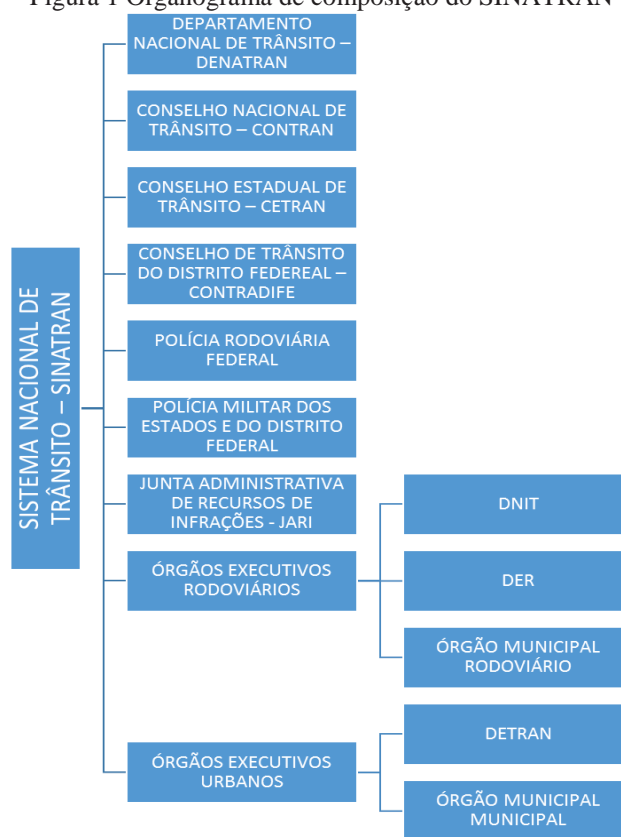 Figura 1 Organograma de composição do SINATRAN
DEPARTAMENTO
NACIONAL DE TRÂNSITO –
DENATRAN
CONSELHO NACIONAL DE
TRÂNSITO – CONTRAN
CONSELHO ESTADUAL DE
TRÂNSITO – CETRAN
CONSELHO DE TRÂNSITO
DO DISTRITO FEDEREAL –
CONTRADIFE
SISTEMA NACIONAL DE
TRÂNSITO – SINATRAN
POLÍCIA RODOVIÁRIA
FEDERAL
POLÍCIA MILITAR DOS
ESTADOS E DO DISTRITO
FEDERAL
JUNTA ADMINISTRATIVA
DE RECURSOS DE
INFRAÇÕES - JARI
DNIT
ÓRGÃOS EXECUTIVOS
RODOVIÁRIOS
DER
ÓRGÃO MUNICIPAL
RODOVIÁRIO
DETRAN
ÓRGÃOS EXECUTIVOS
URBANOS
ÓRGÃO MUNICIPAL
MUNICIPAL